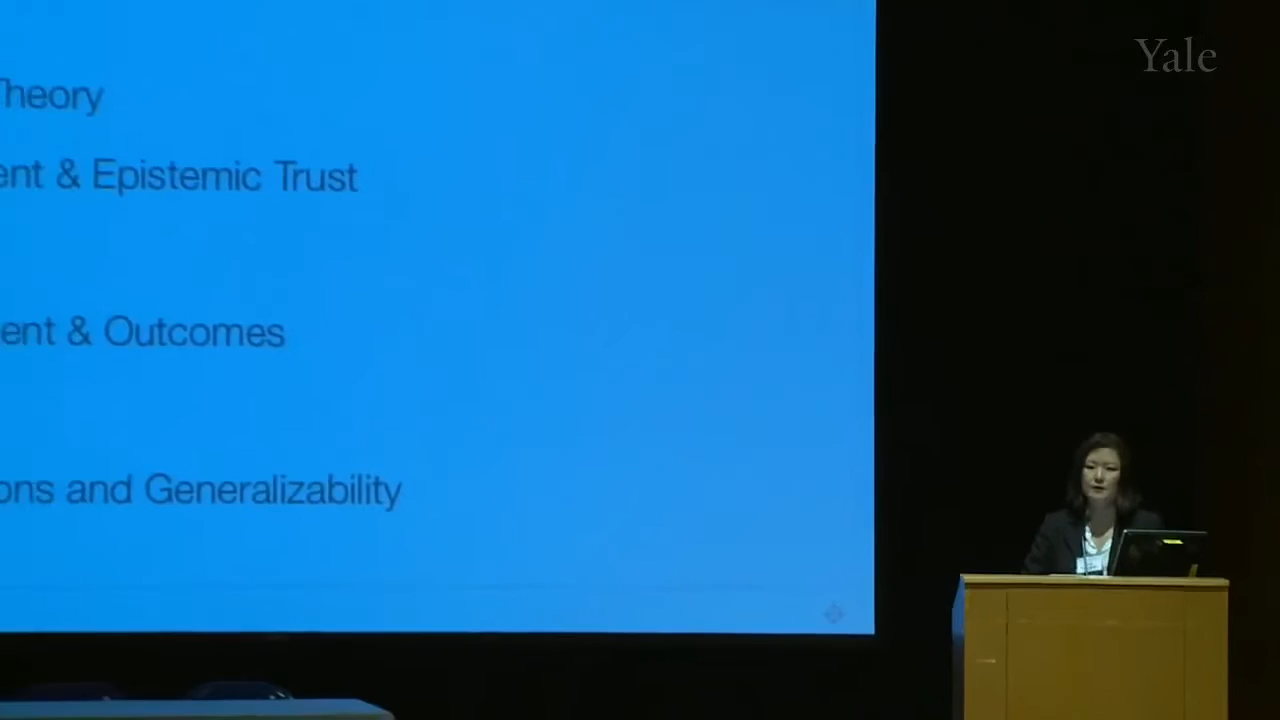 Yale
Theory
ent & Epistemic Trust
ent & Outcomes
ons and Generalizability